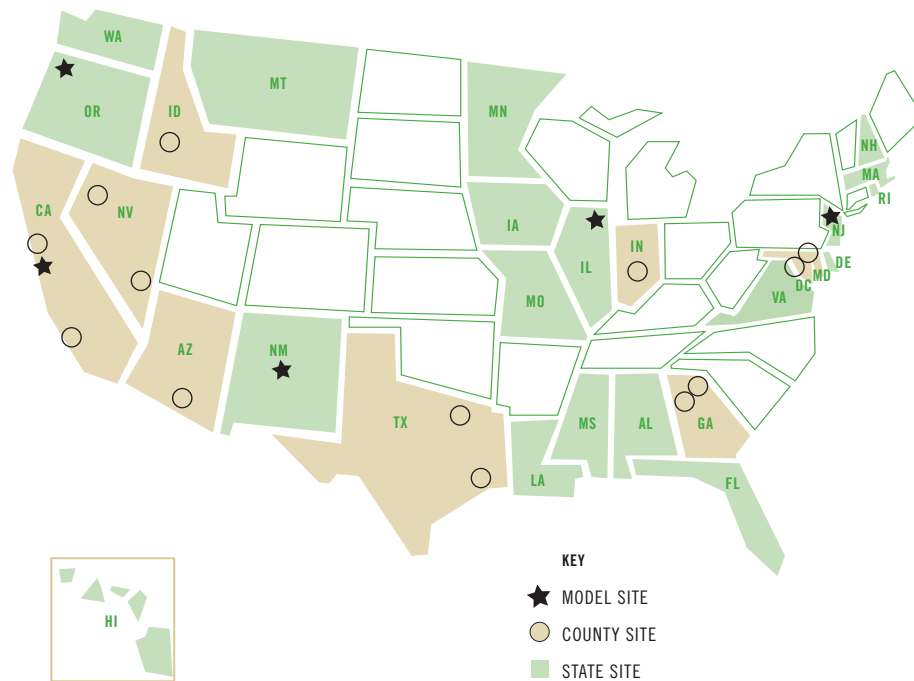 WA
MT
OR
ID
MN
NH
MA
RI
CA
NV
IA
IN
NJ
IL
DE
MD
DC
MO
VA
AZ
NM
TX
MS
AL
GA
LA
FL
HI
KEY
MODEL SITE
COUNTY SITE
STATE SITE